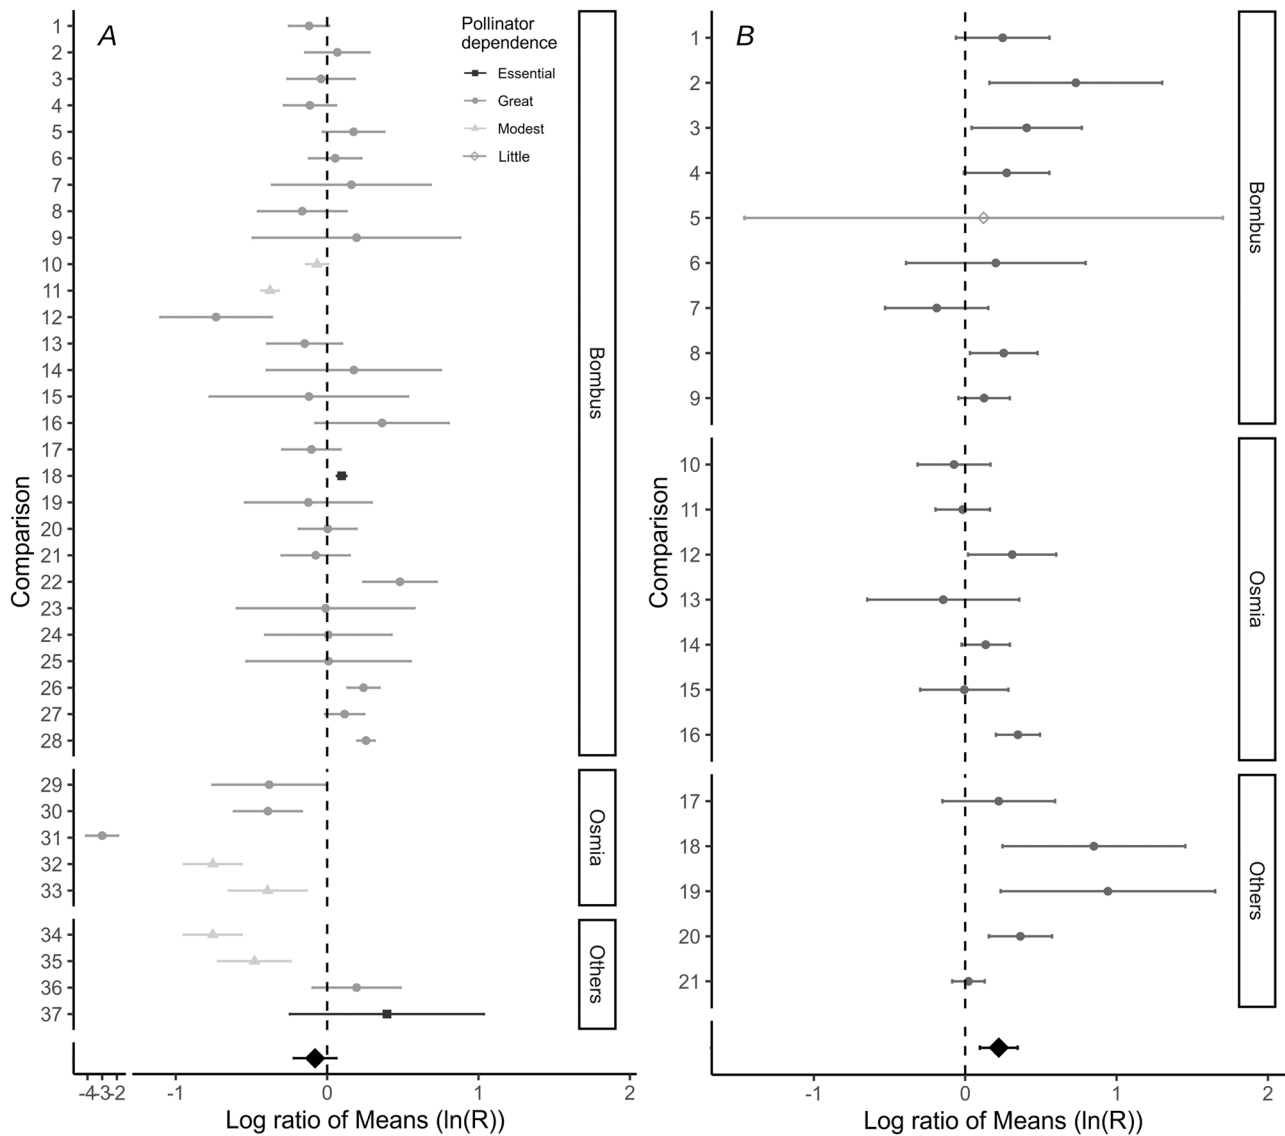 A
Pollinator
dependence
Essential
Great
Modest
Little
Comparison
1
2
3
4
5
6
7
8
9
10
11
12
13
14
15
16
17
18
19
20
21
22
23
24
25
26
27
28
29
30
31
32
33
34
35
36
37
Bombus
Osmia
Others
-4 -3 -2 -1 0 1 2
Log ratio of Means (ln(R))
B
Comparison
1
2
3
4
5
6
7
8
9
10
11
12
13
14
15
16
17
18
19
20
21
Bombus
Osmia
Others
-1 0 1 2
Log ratio of Means (ln(R))